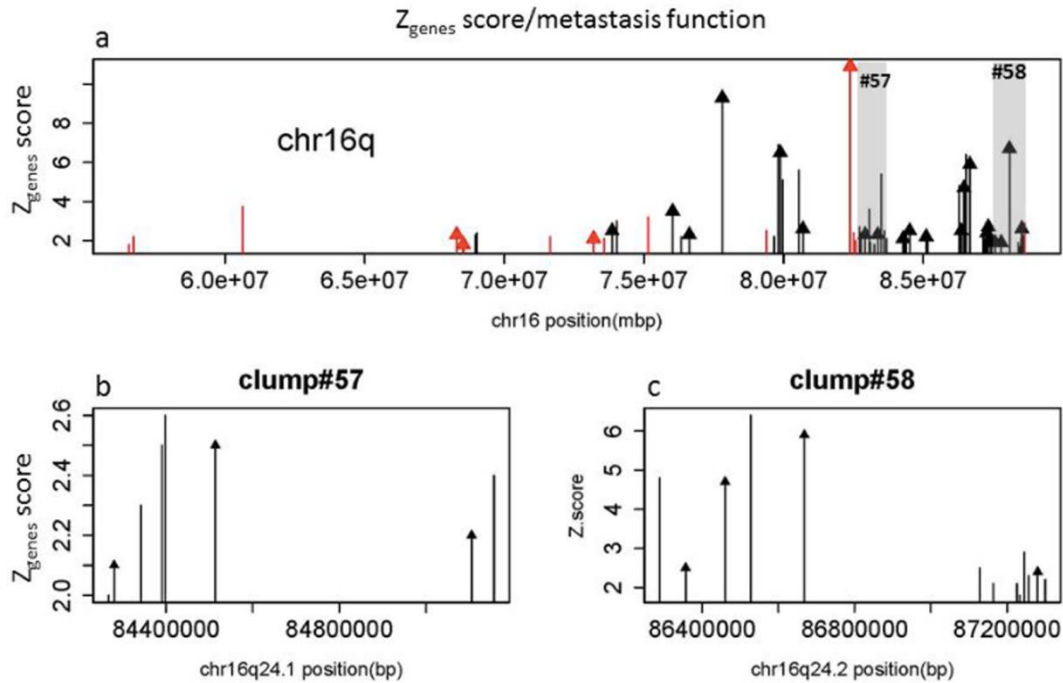 Z genes score/metastasis function
a
Zgenes score
8
6
4
2
chr16q
#57
#58
6.0e+07 6.5e+07 7.0e+07 7.5e+07 8.0e+07 8.5e+07
chr16 position(mbp)
b
clump#57
Zgenes score
2.6
2.4
2.2
2.0
84400000 84800000
chr16q24.1 position(bp)
c
clump#58
Z.score
6
5
4
3
2
86400000 86800000 87200000
chr16q24.2 position(bp)